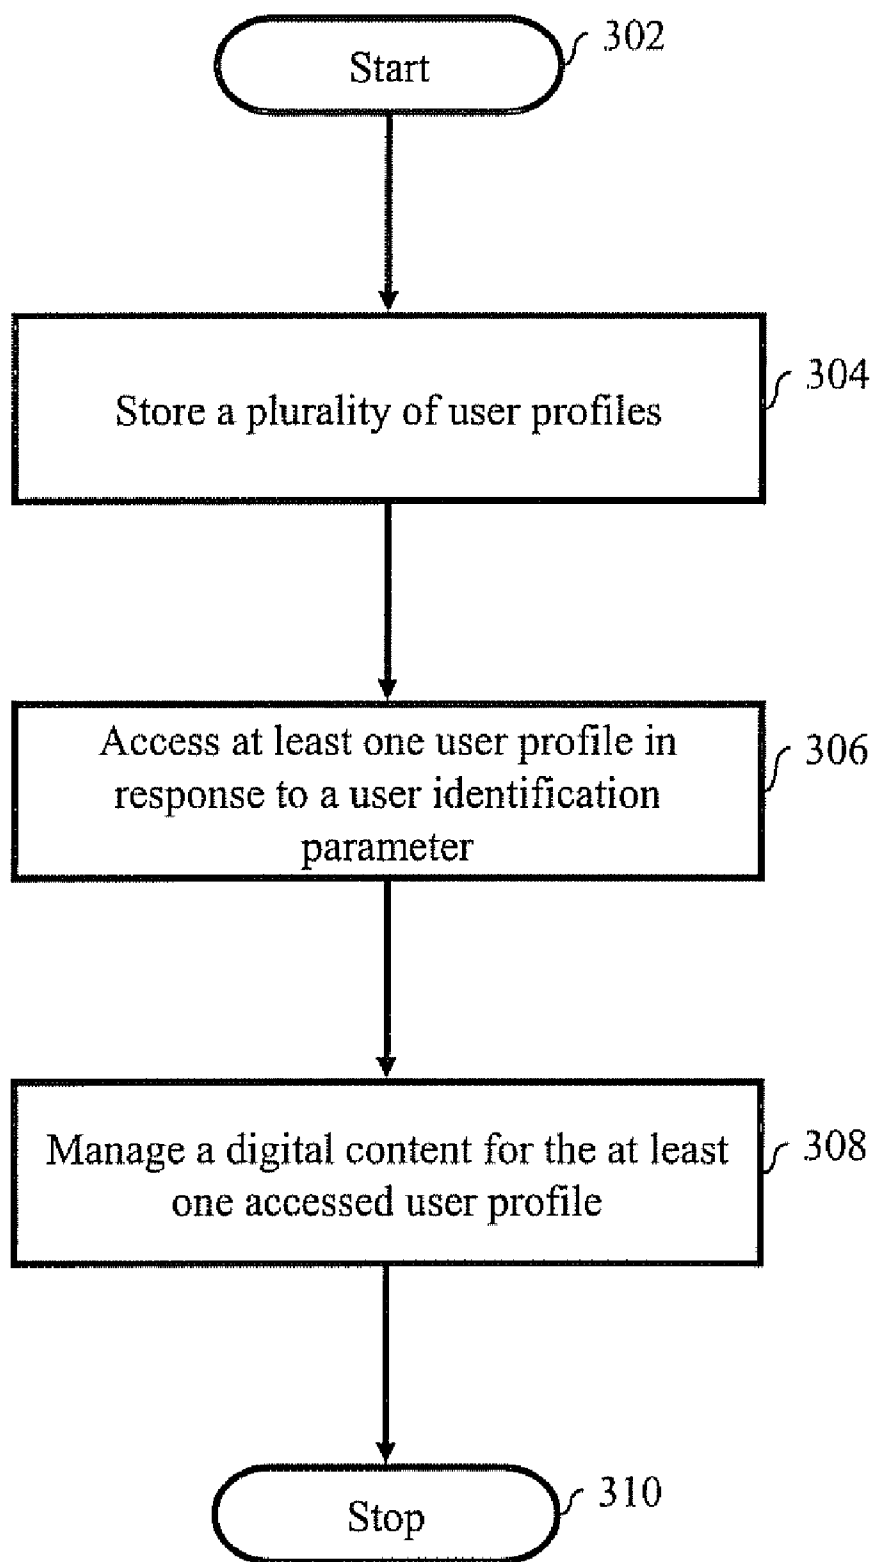 Start
302
Store a plurality of user profiles
304
Access at least one user profile in
response to a user identification
parameter
306
Manage a digital content for the at least
one accessed user profile
308
Stop
310